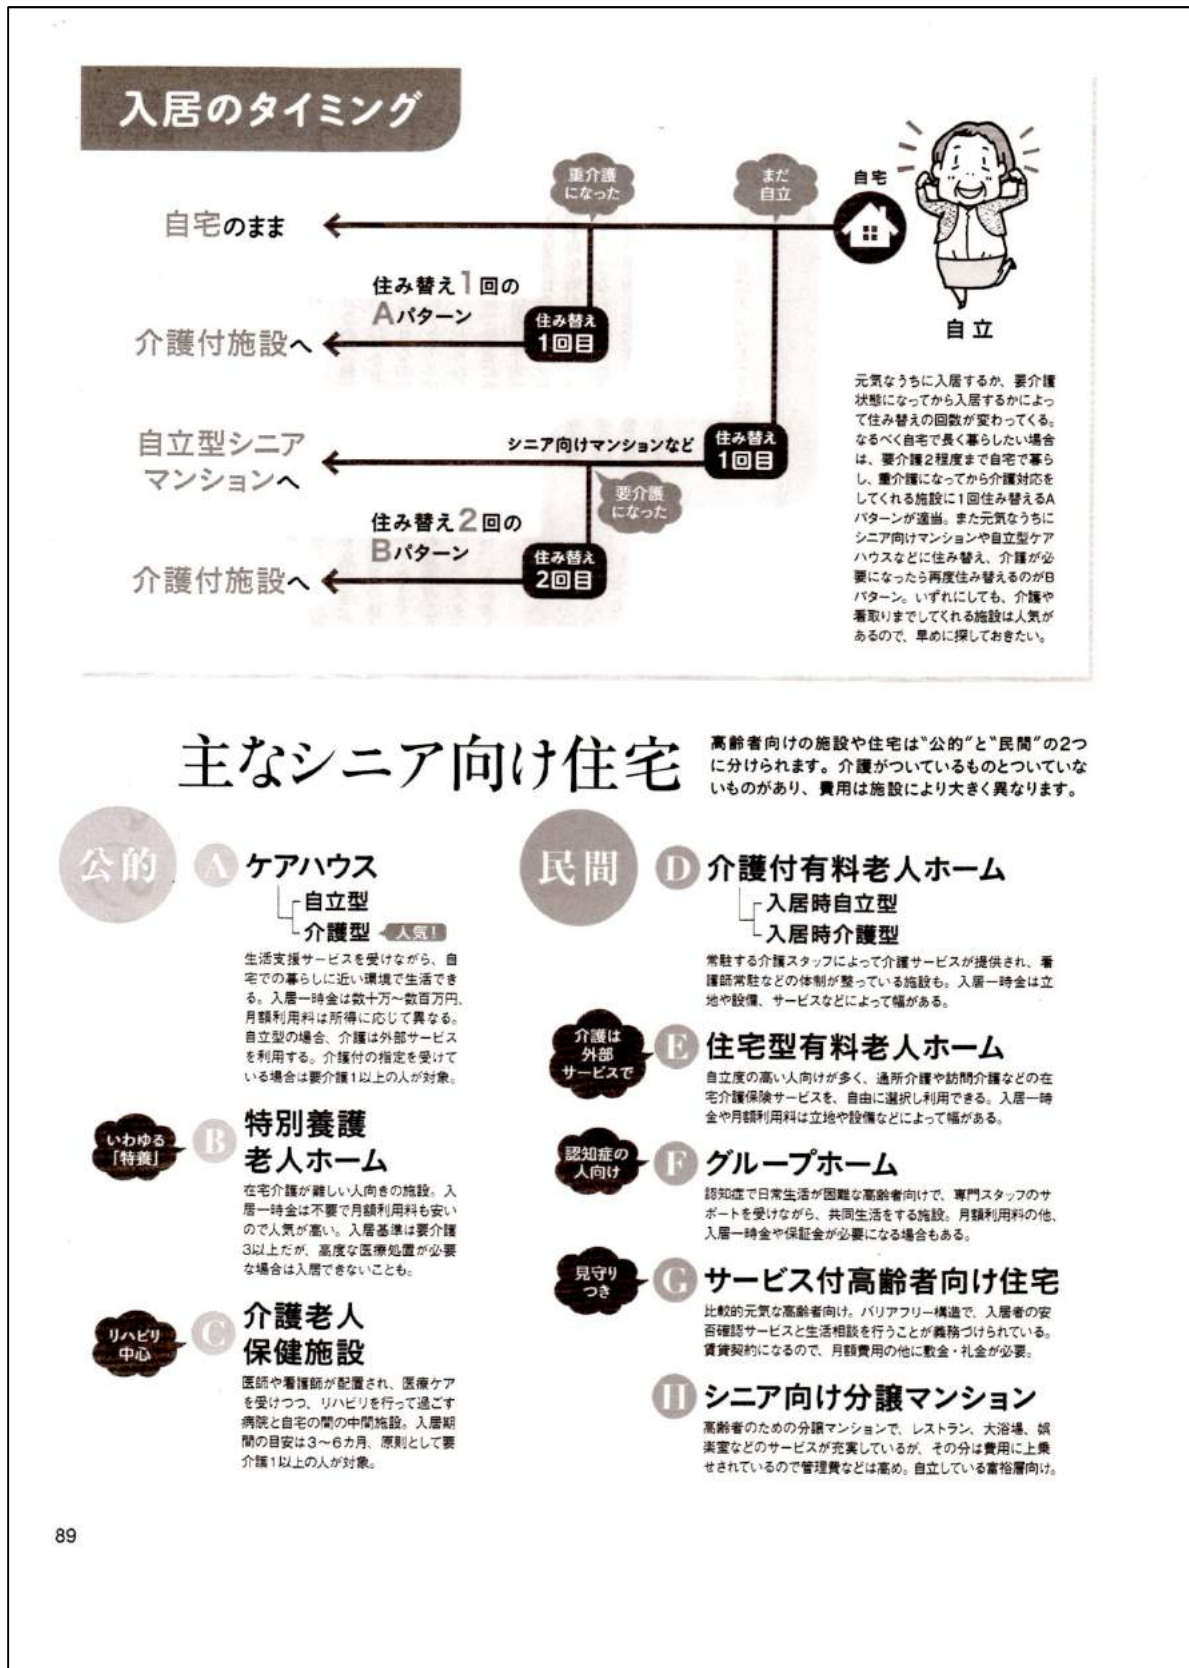 入居のタイミング
重介護
になった
まだ
自立
自宅
自宅のまま
住み替え1回の
Aパターン
住み替え
1回目
介護付施設へ
自立
元気なうちに入居するか、要介護
状態になってから入居するかによっ
て住み替えの回数が変わってくる。
なるべく自宅で長く暮らしたい場合
は、要介護2程度まで自宅で暮ら
し、重介護になってから介護対応を
してくれる施設に1回住み替えるA
パターンが適当。また元気なうちに
シニア向けマンションや自立型ケア
ハウスなどに住み替え、介護が必
要になったら再度住み替えるのがB
パターン。いずれにしても、介護や
看取りまでしてくれる施設は人気が
あるので、早めに探しておきたい。
自立型シニア
マンションへ
シニア向けマンションなど
住み替え
1回目
要介護
になった
住み替え2回の
Bパターン
住み替え
2回目
介護付施設へ
主なシニア向け住宅
高齢者向けの施設や住宅は“公的”と“民間”の2つ
に分けられます。介護がついているものとついていな
いものがあり、費用は施設により大きく異なります。
公的
A ケアハウス
自立型
介護型 人気!
生活支援サービスを受けながら、自
宅での暮らしに近い環境で生活でき
る。入居一時金は数十万〜数百万円、
月額利用料は所得に応じて異なる。
自立型の場合、介護は外部サービス
を利用する。介護付の指定を受けて
いる場合は要介護1以上の人が対象。
いわゆる
「特養」
B 特別養護
老人ホーム
在宅介護が難しい人向きの施設。入
居一時金は不要で月額利用料も安い
ので人気が高い。入居基準は要介護
3以上だが、高度な医療処置が必要
な場合は入居できないことも。
リハビリ
中心
C 介護老人
保健施設
医師や看護師が配置され、医療ケア
を受けつつ、リハビリを行って過ごす
病院と自宅の間の中間施設。入居期
間の目安は3〜6カ月、原則として要
介護1以上の人が対象。
民間
D 介護付有料老人ホーム
入居時自立型
入居時介護型
常駐する介護スタッフによって介護サービスが提供され、看
護師常駐などの体制が整っている施設も。入居一時金は立
地や設備、サービスなどによって幅がある。
介護は
外部
サービスで
E 住宅型有料老人ホーム
自立度の高い人向けが多く、通所介護や訪問介護などの在
宅介護保険サービスを、自由に選択し利用できる。入居一時
金や月額利用料は立地や設備などによって幅がある。
認知症の
人向け
F グループホーム
認知症で日常生活が困難な高齢者向けで、専門スタッフのサ
ポートを受けながら、共同生活をする施設。月額利用料の他、
入居一時金や保証金が必要になる場合もある。
見守り
つき
G サービス付高齢者向け住宅
比較的元気な高齢者向け。バリアフリー構造で、入居者の安
否確認サービスと生活相談を行うことが義務づけられている。
賃貸契約になるので、月額費用の他に敷金・礼金が必要。
H シニア向け分譲マンション
高齢者のための分譲マンションで、レストラン、大浴場、娯
楽室などのサービスが充実しているが、その分は費用に上乗
せされているので管理費などは高め。自立している富裕層向け。
89